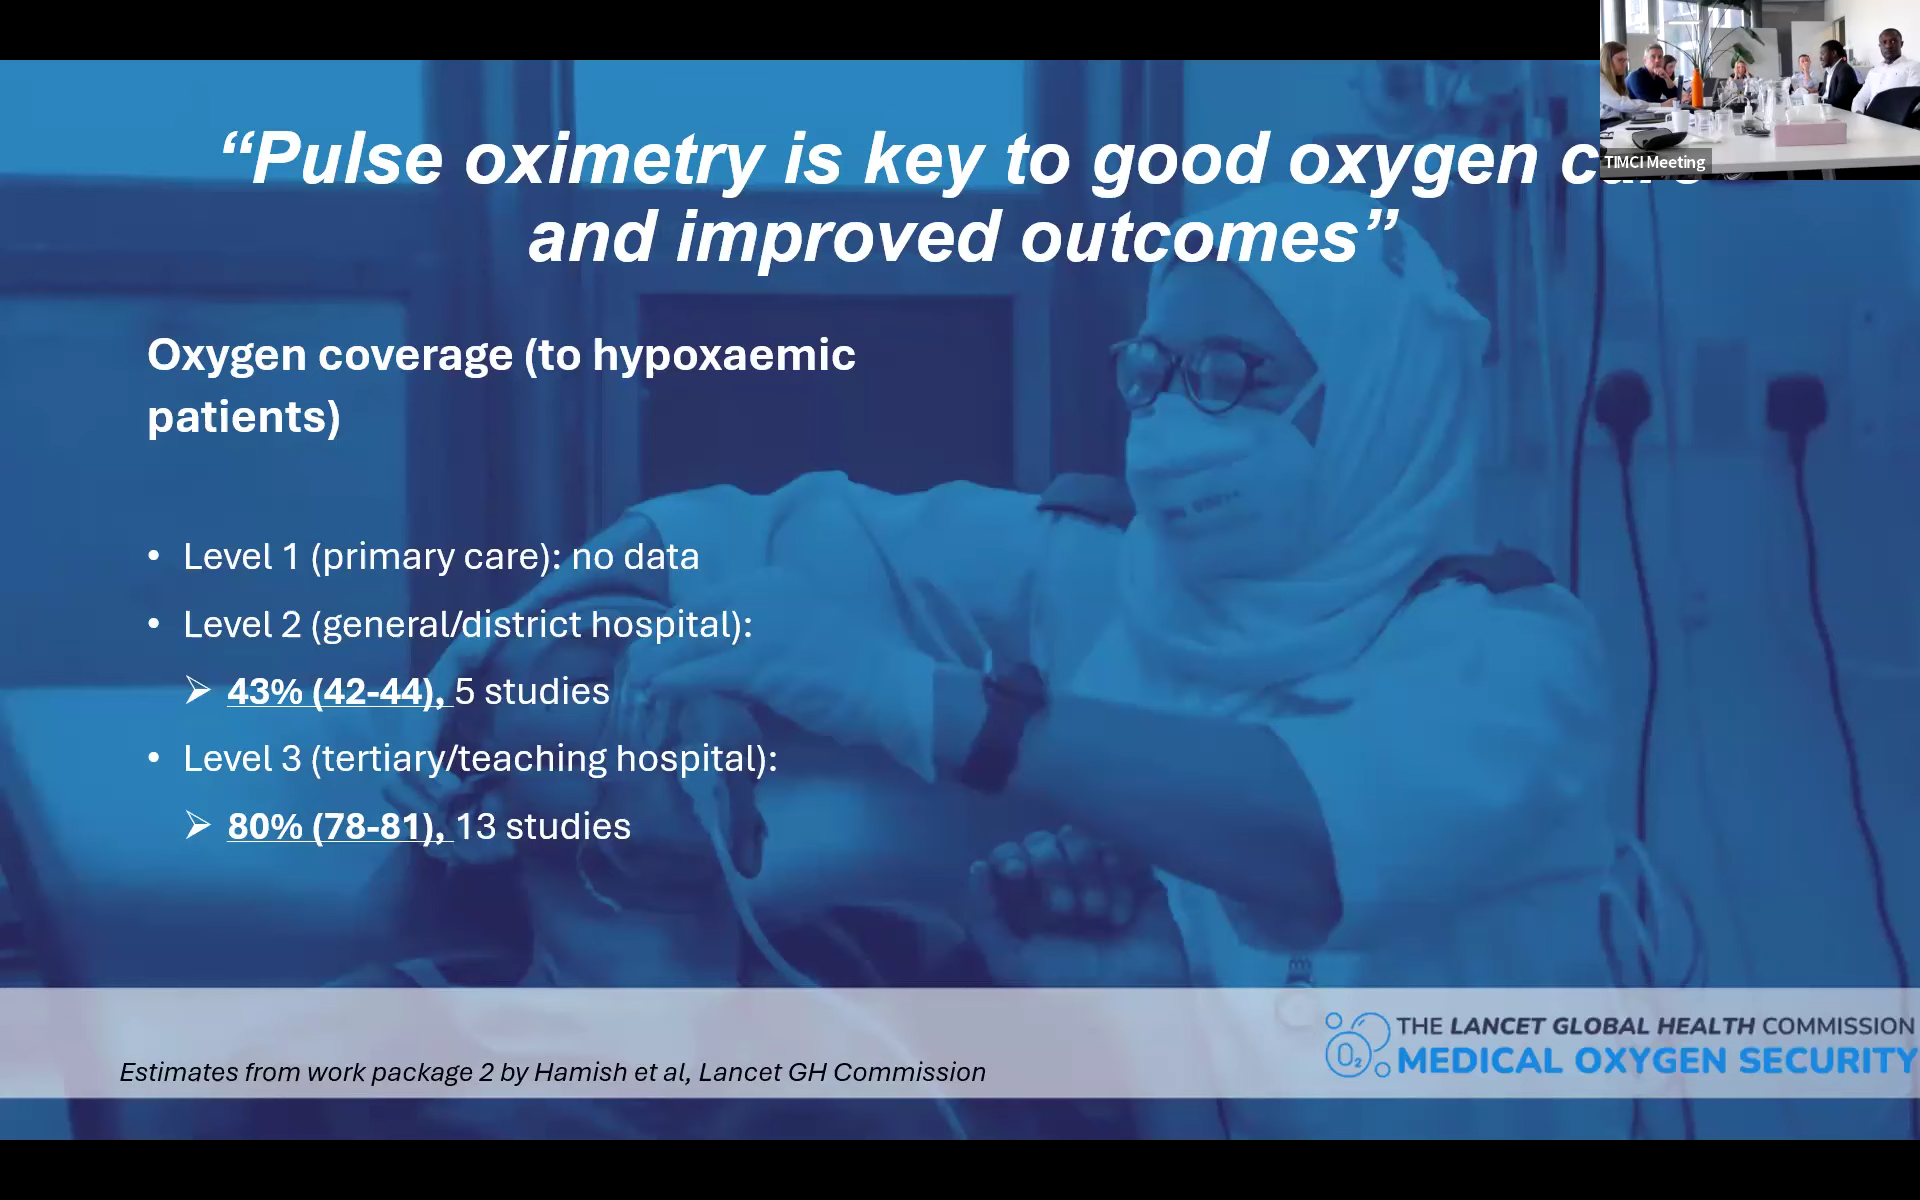 “Pulse oximetry is key to good oxygen
and improved outcomes”
TIMCI Meeting
Oxygen coverage (to hypoxaemic
patients)
• Level 1 (primary care): no data
• Level 2 (general/district hospital):
➢ 43% (42-44), 5 studies
• Level 3 (tertiary/teaching hospital):
➢ 80% (78-81), 13 studies
Estimates from work package 2 by Hamish et al, Lancet GH Commission
O₂
THE LANCET GLOBAL HEALTH COMMISSION
MEDICAL OXYGEN SECURITY